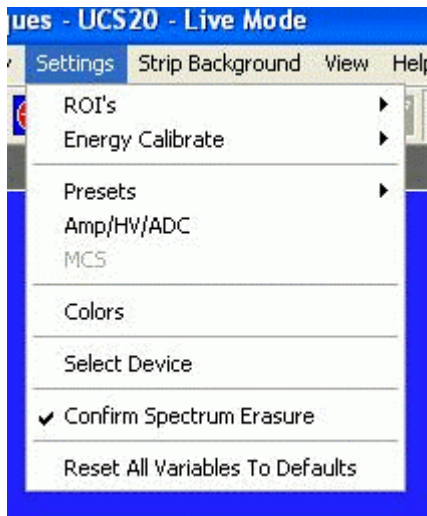 ques - UCS20 - Live Mode
Settings Strip Background View Help
ROI's
Energy Calibrate
Presets
Amp/HV/ADC
MCS
Colors
Select Device
Confirm Spectrum Erasure
Reset All Variables To Defaults